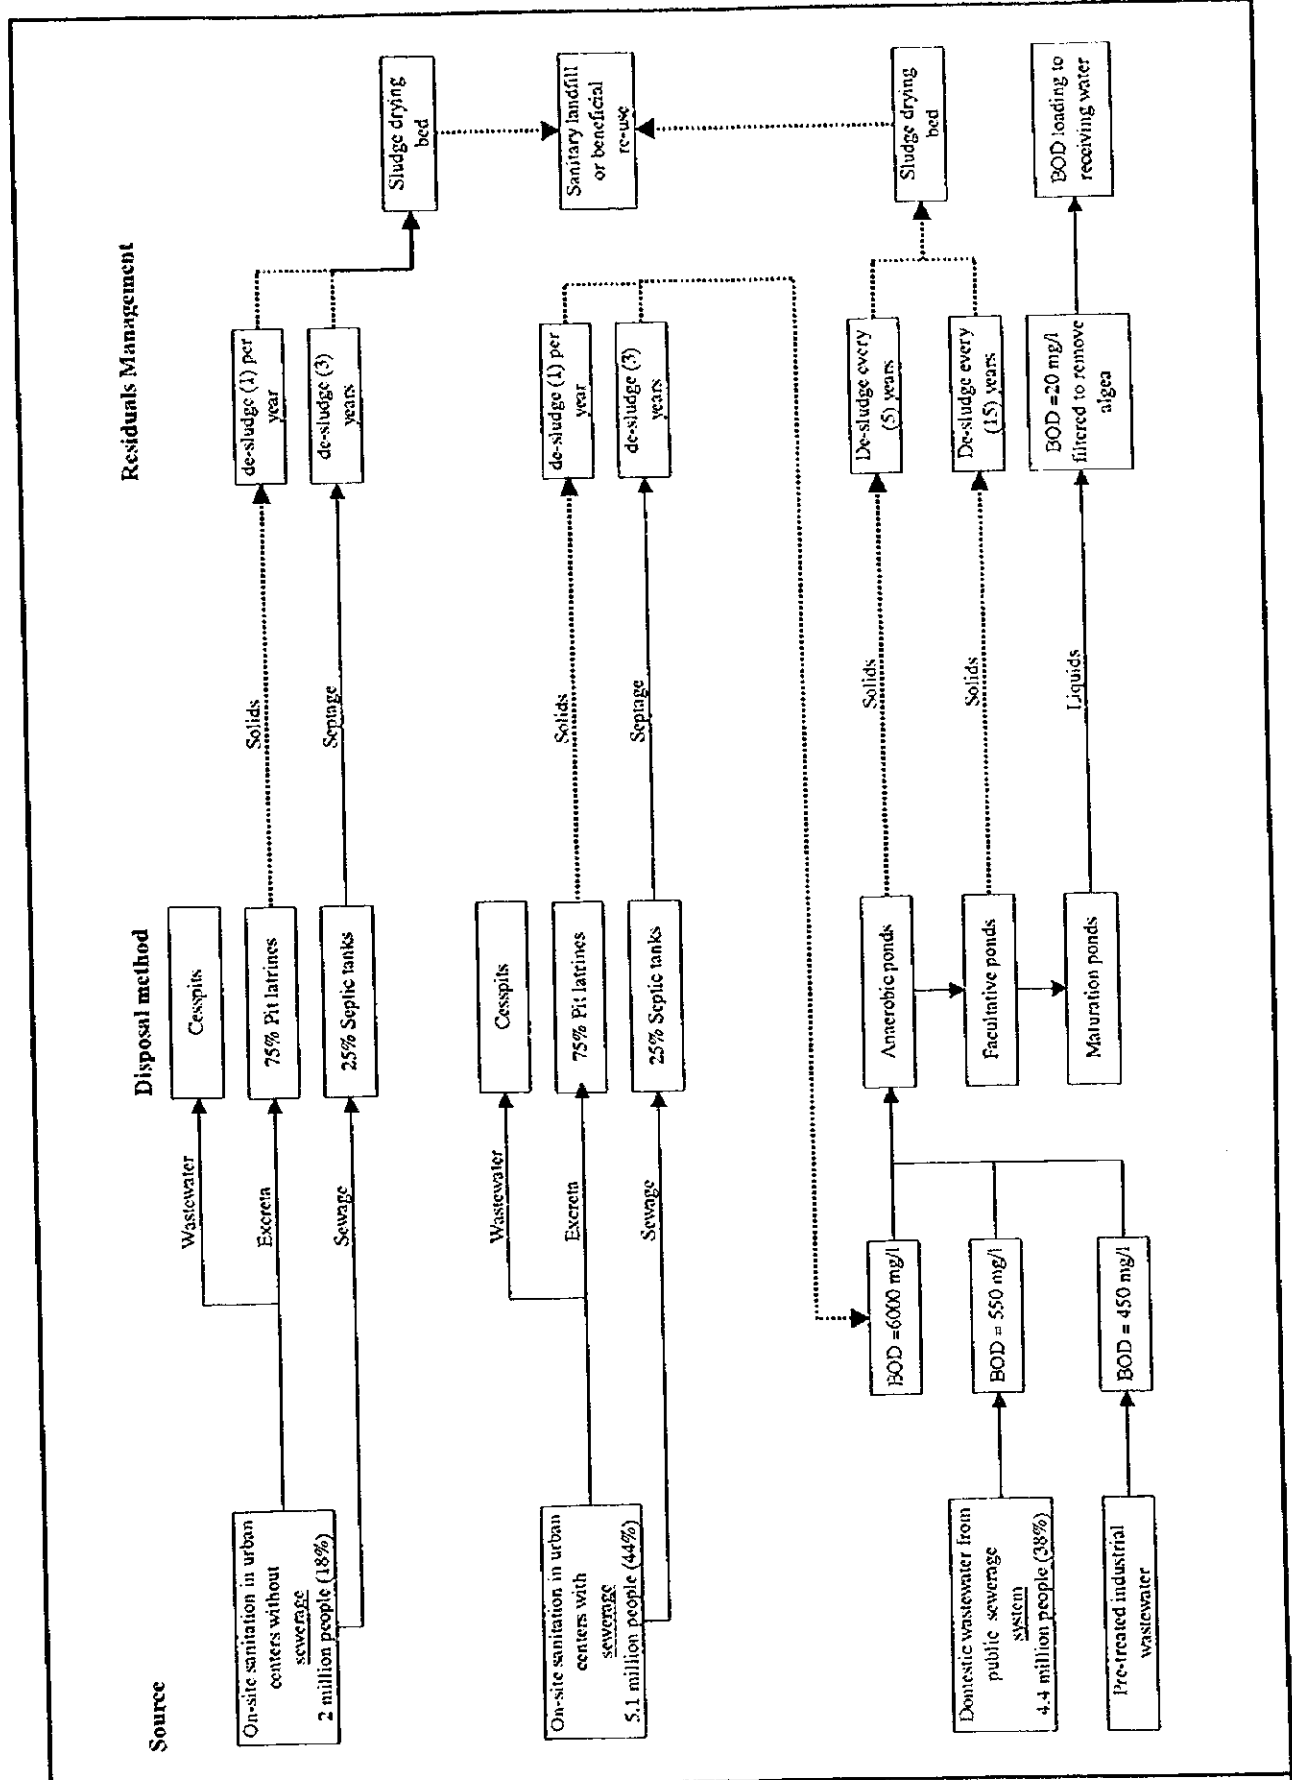 Source
Disposal method
Residuals Management
On-site sanitation in urban
centers without
sewerage
2 million people (18%)
Wastewater
Excreta
Sewage
Cesspits
75% Pit latrines
25% Septic tanks
Solids
Septage
de-sludge (1) per
year
de-sludge (3)
years
Sludge drying
bed
Sanitary landfill
or beneficial
re-use
On-site sanitation in urban
centers with
sewerage
5.1 million people (44%)
Wastewater
Excreta
Sewage
Cesspits
75% Pit latrines
25% Septic tanks
Solids
Septage
de-sludge (1) per
year
de-sludge (3)
years
BOD =6000 mg/l
Domestic wastewater from
public sewerage
system
4.4 million people (38%)
BOD = 550 mg/l
Pre-treated industrial
wastewater
BOD = 450 mg/l
Anaerobic ponds
Facultative ponds
Maturation ponds
Solids
Solids
Liquids
De-sludge every
(5) years
De-sludge every
(15) years
BOD =20 mg/l
filtered to remove
algea
Sludge drying
bed
BOD loading to
receiving water